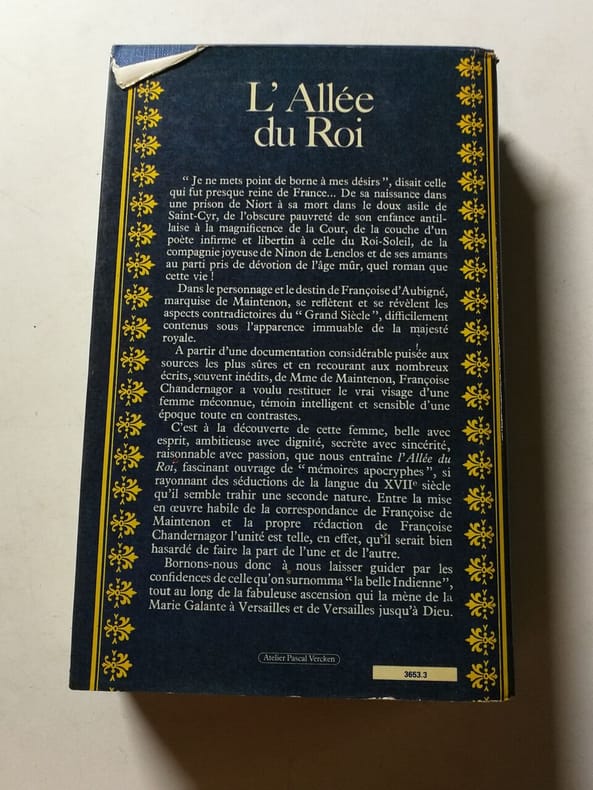 L'Allée
du Roi
“ Je ne mets point de borne à mes désirs ”, disait celle
qui fut presque reine de France... De sa naissance dans
une prison de Niort à sa mort dans le doux asile de
Saint-Cyr, de l'obscure pauvreté de son enfance antil-
laise à la magnificence de la Cour, de la couche d'un
poète infirme et libertin à celle du Roi-Soleil, de la
compagnie joyeuse de Ninon de Lenclos et de ses amants
au parti pris de dévotion de l'âge mûr, quel roman que
cette vie !
Dans le personnage et le destin de Françoise d'Aubigné,
marquise de Maintenon, se reflètent et se révèlent les
aspects contradictoires du “ Grand Siècle ”, difficilement
contenus sous l'apparence immuable de la majesté
royale.
A partir d'une documentation considérable puisée aux
sources les plus sûres et en recourant aux nombreux
écrits, souvent inédits, de Mme de Maintenon, Françoise
Chandernagor a voulu restituer le vrai visage d'une
femme méconnue, témoin intelligent et sensible d'une
époque toute en contrastes.
C'est à la découverte de cette femme, belle avec
esprit, ambitieuse avec dignité, secrète avec sincérité,
raisonnable avec passion, que nous entraîne l'Allée du
Roi, fascinant ouvrage de “ mémoires apocryphes ”, si
rayonnant des séductions de la langue du XVIIe siècle
qu'il semble trahir une seconde nature. Entre la mise
en œuvre habile de la correspondance de Françoise de
Maintenon et la propre rédaction de Françoise
Chandernagor l'unité est telle, en effet, qu'il serait bien
hasardé de faire la part de l'une et de l'autre.
Bornons-nous donc à nous laisser guider par les
confidences de celle qu'on surnomma “ la belle Indienne ”,
tout au long de la fabuleuse ascension qui la mène de la
Marie Galante à Versailles et de Versailles jusqu'à Dieu.
Atelier Pascal Vercken
3653.3